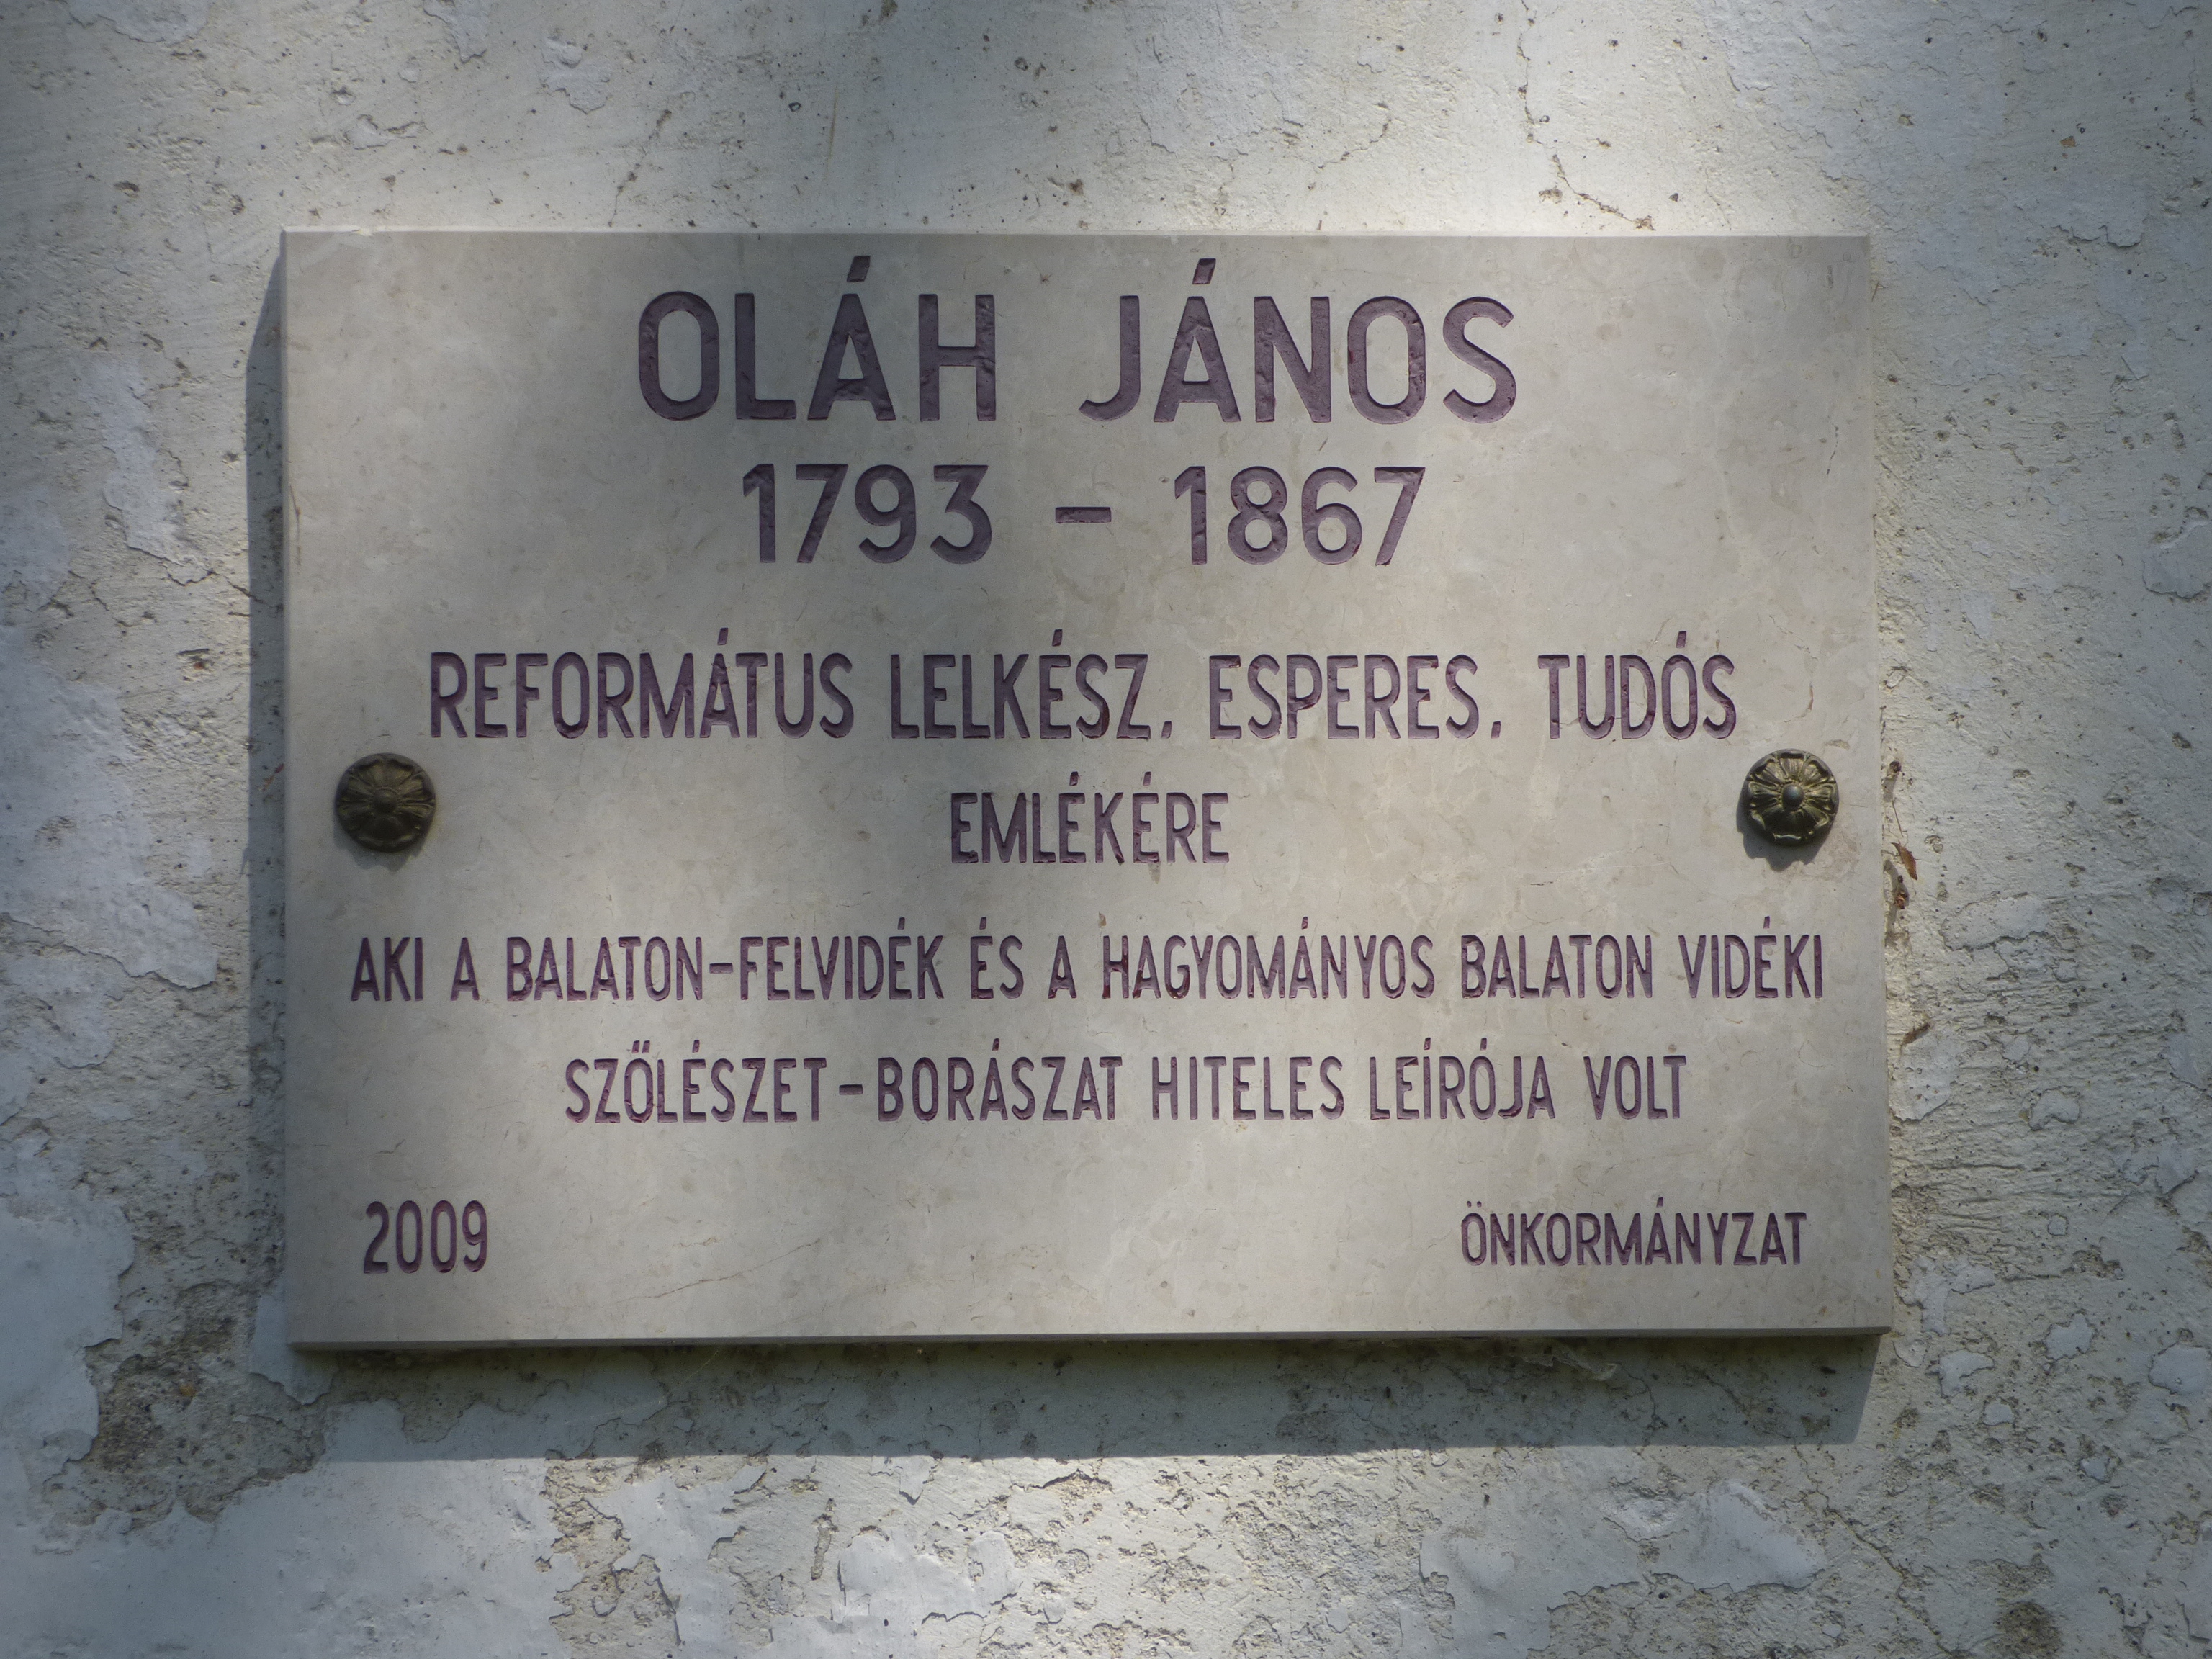 OLÁH JÁNOS
1793 - 1867
REFORMÁTUS LELKÉSZ, ESPERES, TUDÓS
EMLÉKÉRE
AKI A BALATON-FELVIDÉK ÉS A HAGYOMÁNYOS BALATON VIDÉKI
SZŐLÉSZET-BORÁSZAT HITELES LEÍRÓJA VOLT
2009 ÖNKORMÁNYZAT